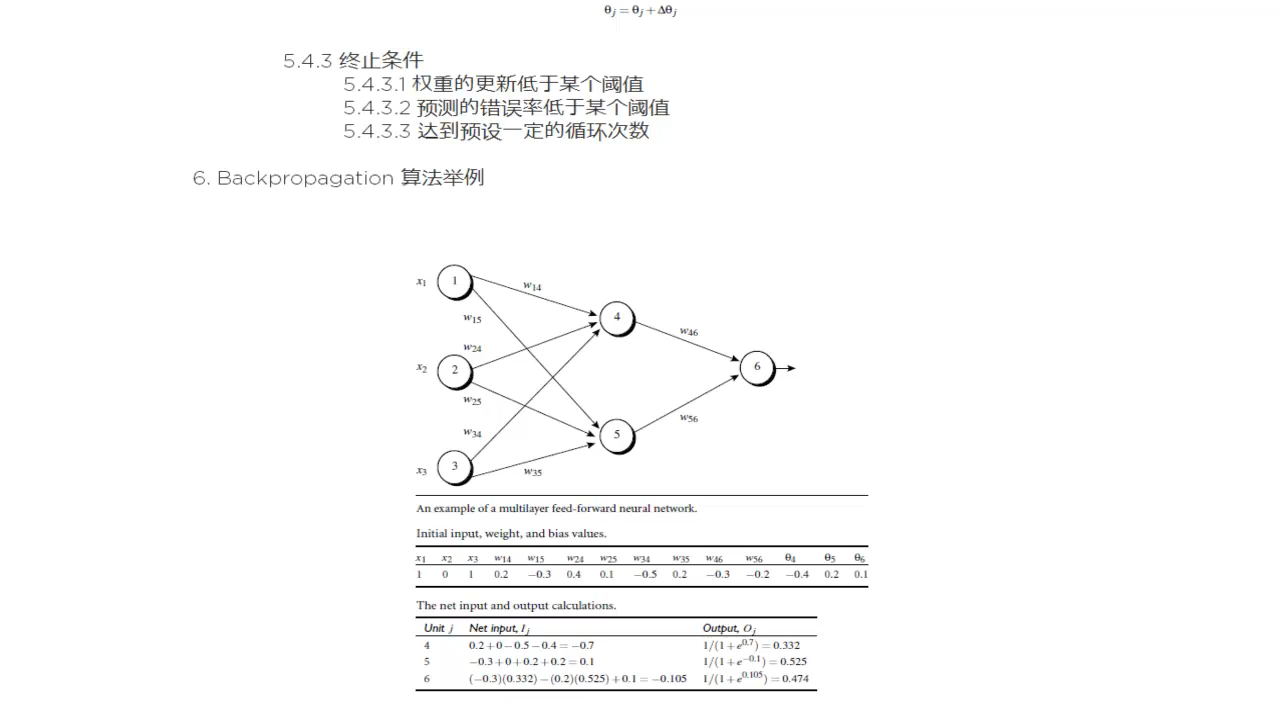 θj = θj + Δθj
5.4.3 终止条件
5.4.3.1 权重的更新低于某个阈值
5.4.3.2 预测的错误率低于某个阈值
5.4.3.3 达到预设一定的循环次数
6. Backpropagation 算法举例
x1 1 w14
w15 4
w24 w46
x2 2 6
w25
w56
w34 5
x3 3 w35
An example of a multilayer feed-forward neural network.
Initial input, weight, and bias values.
x1 x2 x3 w14 w15 w24 w25 w34 w35 w46 w56 θ4 θ5 θ6
1 0 1 0.2 −0.3 0.4 0.1 −0.5 0.2 −0.3 −0.2 −0.4 0.2 0.1
The net input and output calculations.
Unit j Net input, Ij Output, Oj
4 0.2 + 0 − 0.5 − 0.4 = −0.7 1/(1 + e^0.7) = 0.332
5 −0.3 + 0 + 0.2 + 0.2 = 0.1 1/(1 + e^−0.1) = 0.525
6 (−0.3)(0.332) − (0.2)(0.525) + 0.1 = −0.105 1/(1 + e^0.105) = 0.474